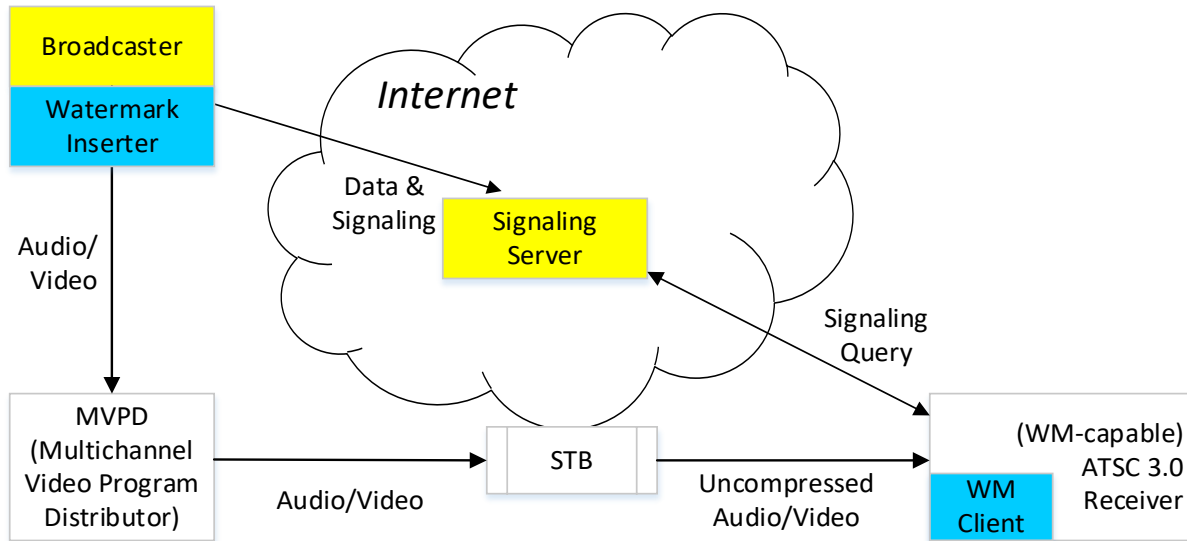 Broadcaster
Watermark
Inserter
Internet
Data &
Signaling
Signaling
Server
Audio/
Video
Signaling
Query
MVPD
(Multichannel
Video Program
Distributor)
Audio/Video
STB
Uncompressed
Audio/Video
(WM-capable)
ATSC 3.0
Receiver
WM
Client